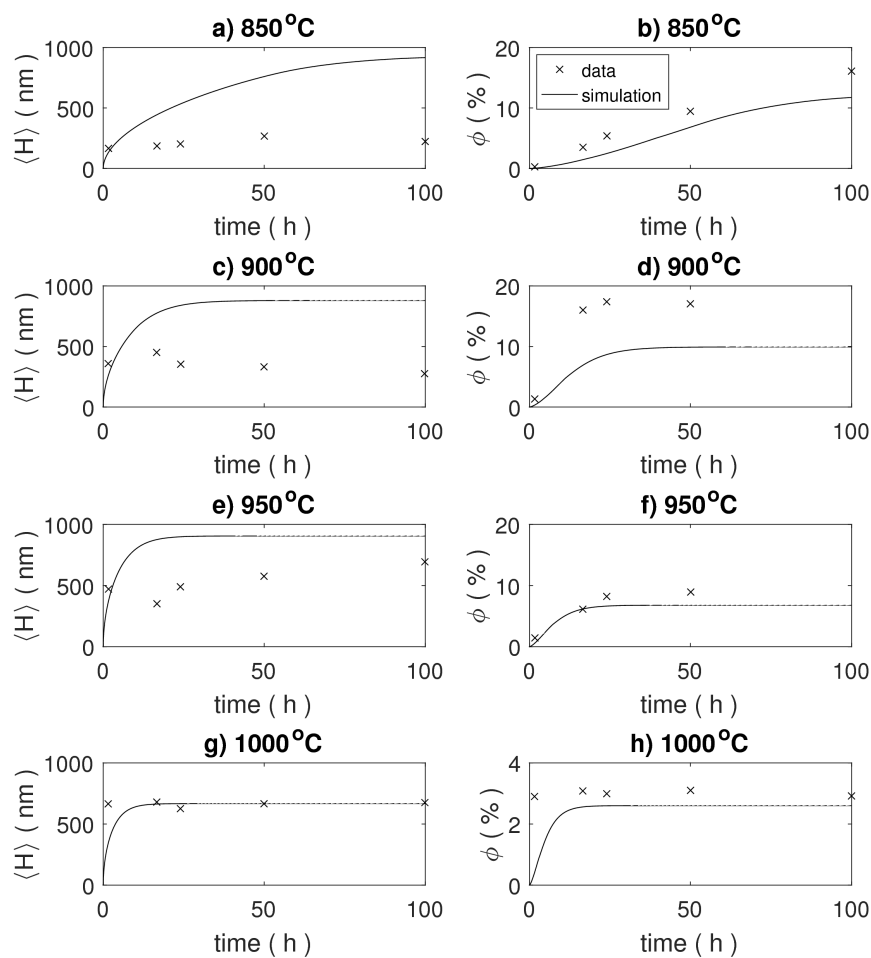 a) 850°C
1000
500
0
⟨H⟩ ( nm )
0 50 100
time ( h )
b) 850°C
20
10
0
ϕ ( % )
data
simulation
0 50 100
time ( h )
c) 900°C
1000
500
0
⟨H⟩ ( nm )
0 50 100
time ( h )
d) 900°C
20
10
0
ϕ ( % )
0 50 100
time ( h )
e) 950°C
1000
500
0
⟨H⟩ ( nm )
0 50 100
time ( h )
f) 950°C
20
10
0
ϕ ( % )
0 50 100
time ( h )
g) 1000°C
1000
500
0
⟨H⟩ ( nm )
0 50 100
time ( h )
h) 1000°C
4
2
0
ϕ ( % )
0 50 100
time ( h )